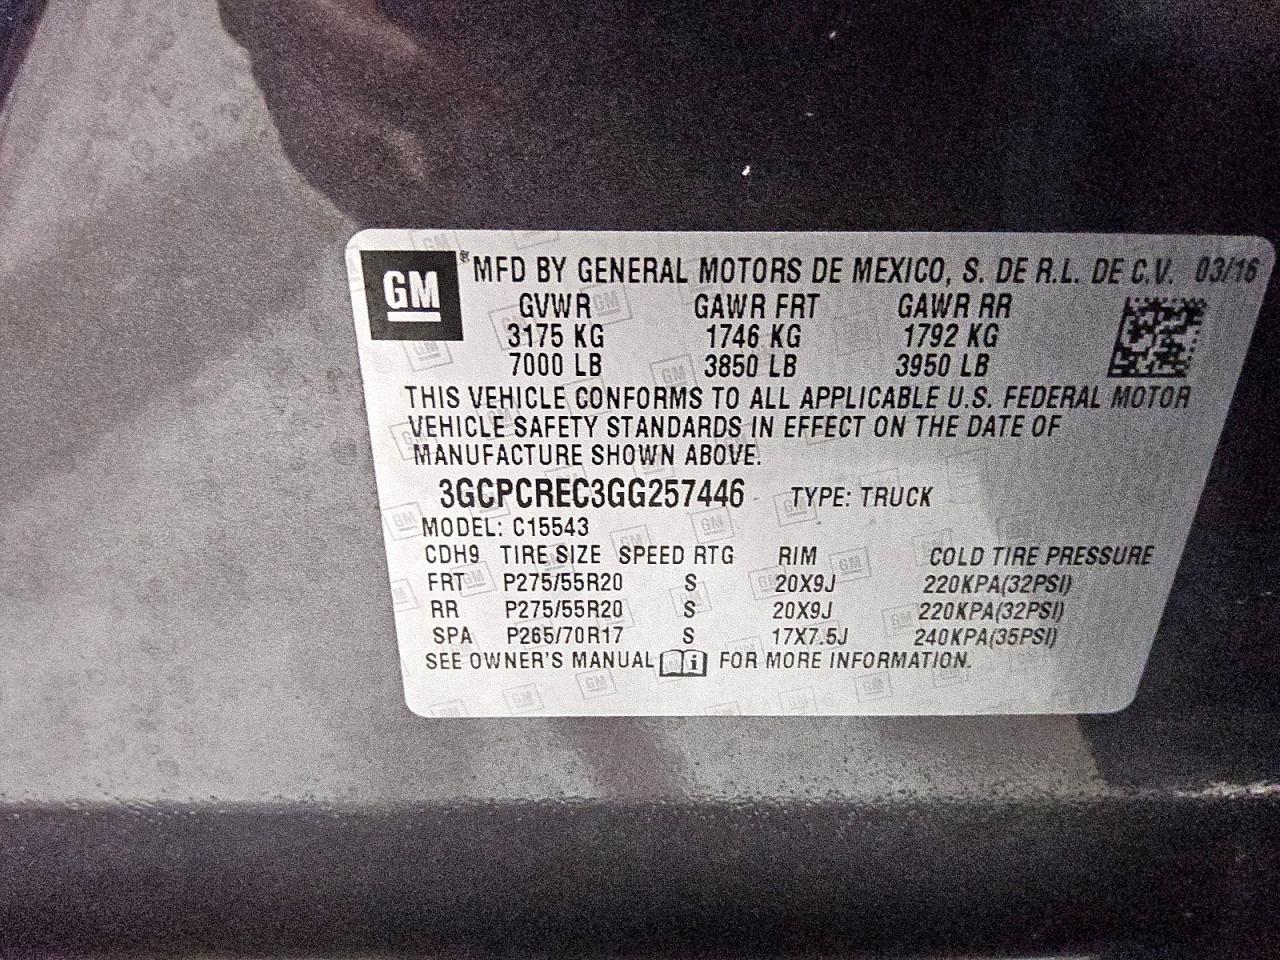 GM® MFD BY GENERAL MOTORS DE MEXICO, S. DE R.L. DE C.V. 03/16
GVWR GAWR FRT GAWR RR
3175 KG 1746 KG 1792 KG
7000 LB 3850 LB 3950 LB
THIS VEHICLE CONFORMS TO ALL APPLICABLE U.S. FEDERAL MOTOR
VEHICLE SAFETY STANDARDS IN EFFECT ON THE DATE OF
MANUFACTURE SHOWN ABOVE.
3GCPCREC3GG257446 TYPE: TRUCK
MODEL: C15543
CDH9 TIRE SIZE SPEED RTG RIM COLD TIRE PRESSURE
FRT P275/55R20 S 20X9J 220KPA(32PSI)
RR P275/55R20 S 20X9J 220KPA(32PSI)
SPA P265/70R17 S 17X7.5J 240KPA(35PSI)
SEE OWNER'S MANUAL i FOR MORE INFORMATION.